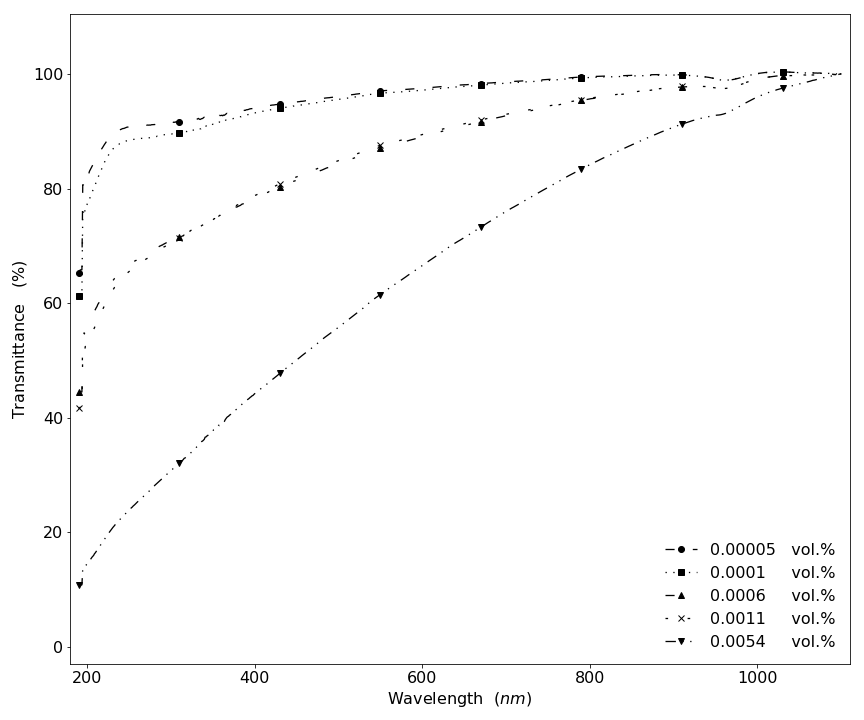 100
80
60
40
20
0
Transmittance (%)
200 400 600 800 1000
Wavelength (nm)
0.00005 vol.%
0.0001 vol.%
0.0006 vol.%
0.0011 vol.%
0.0054 vol.%